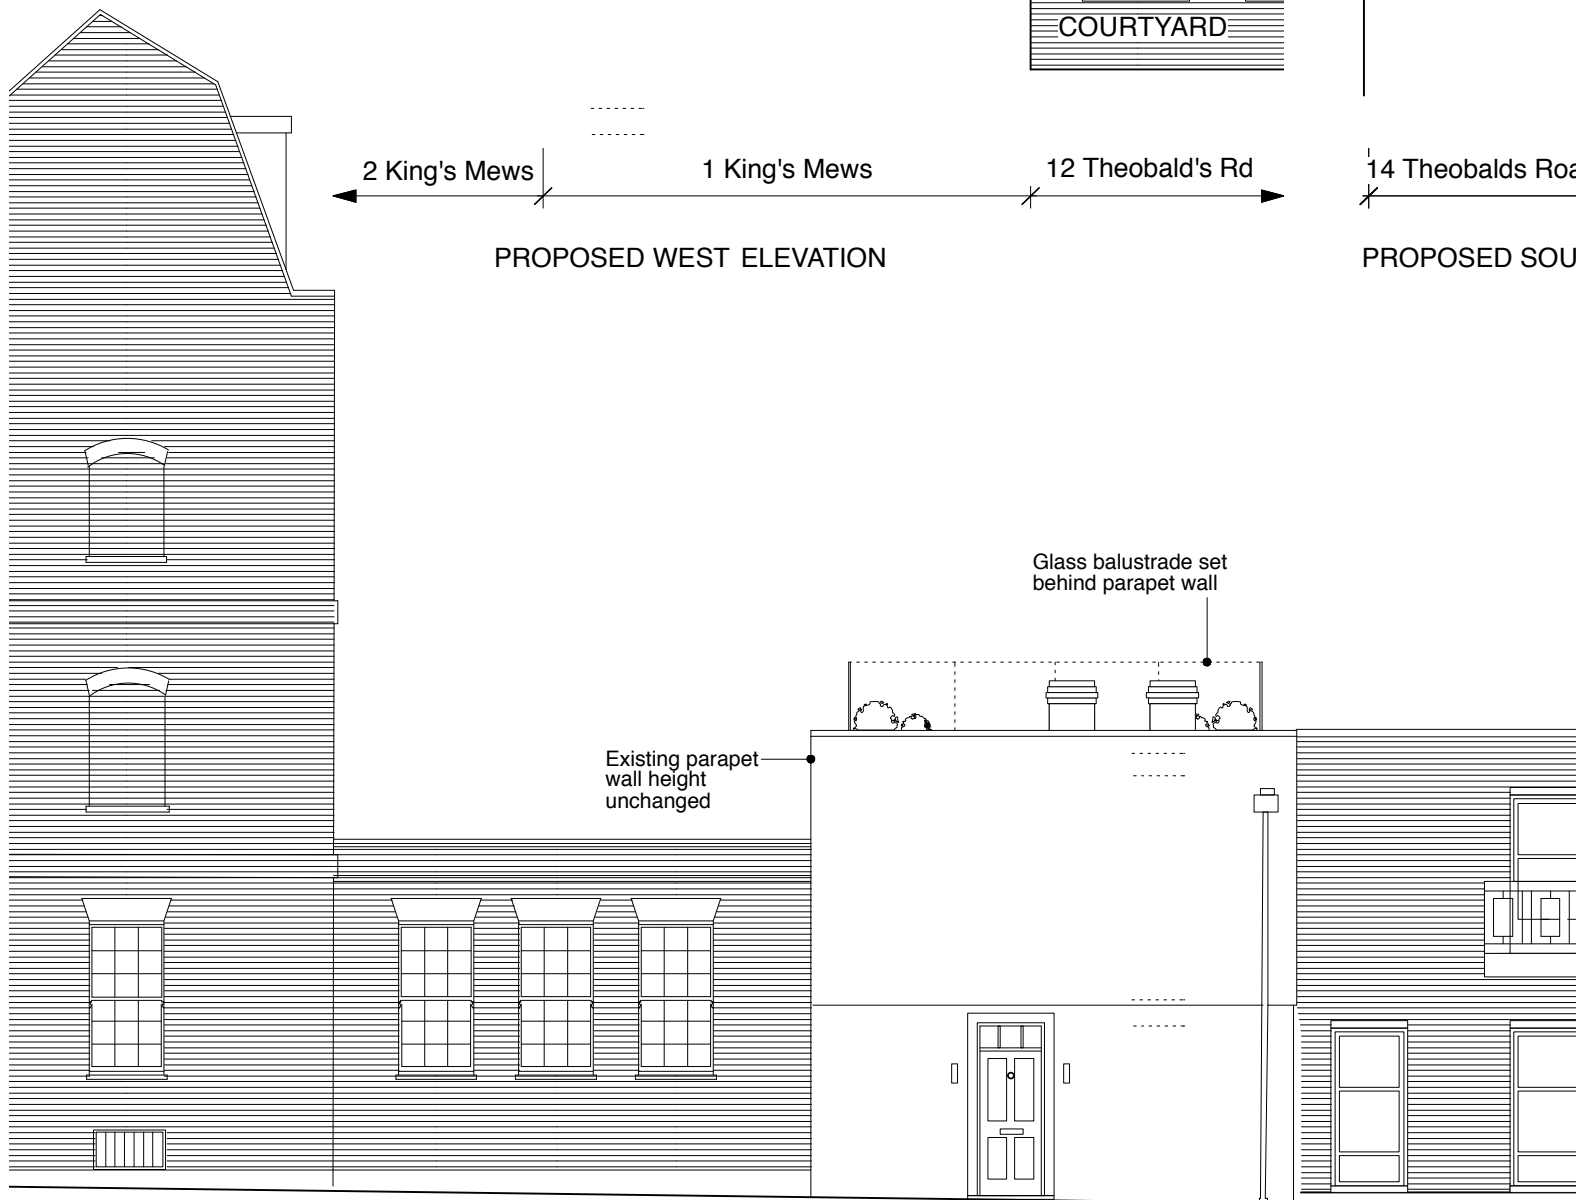 COURTYARD
2 King's Mews
1 King's Mews
12 Theobald's Rd
14 Theobalds Roa
PROPOSED WEST ELEVATION
PROPOSED SOU
Glass balustrade set
behind parapet wall
Existing parapet
wall height
unchanged